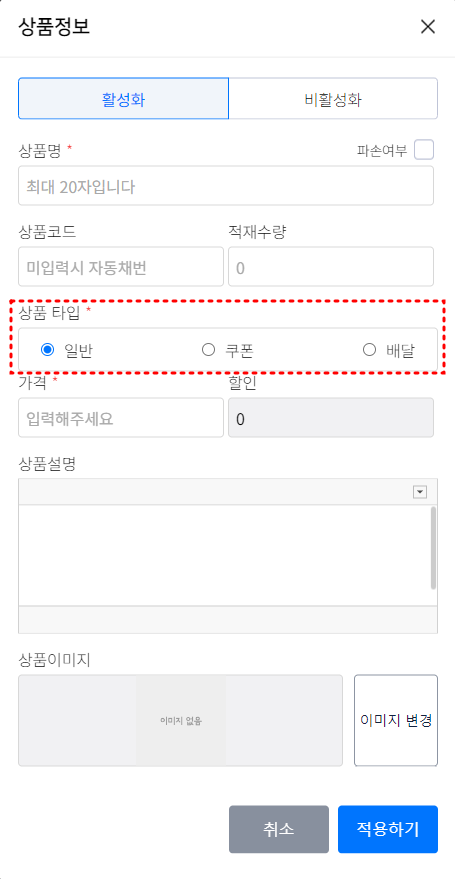 상품정보
활성화 비활성화
상품명 * 파손여부
최대 20자입니다
상품코드 적재수량
미입력시 자동채번 0
상품 타입 *
일반 쿠폰 배달
가격 * 할인
입력해주세요 0
상품설명
상품이미지
이미지 없음 이미지 변경
취소 적용하기